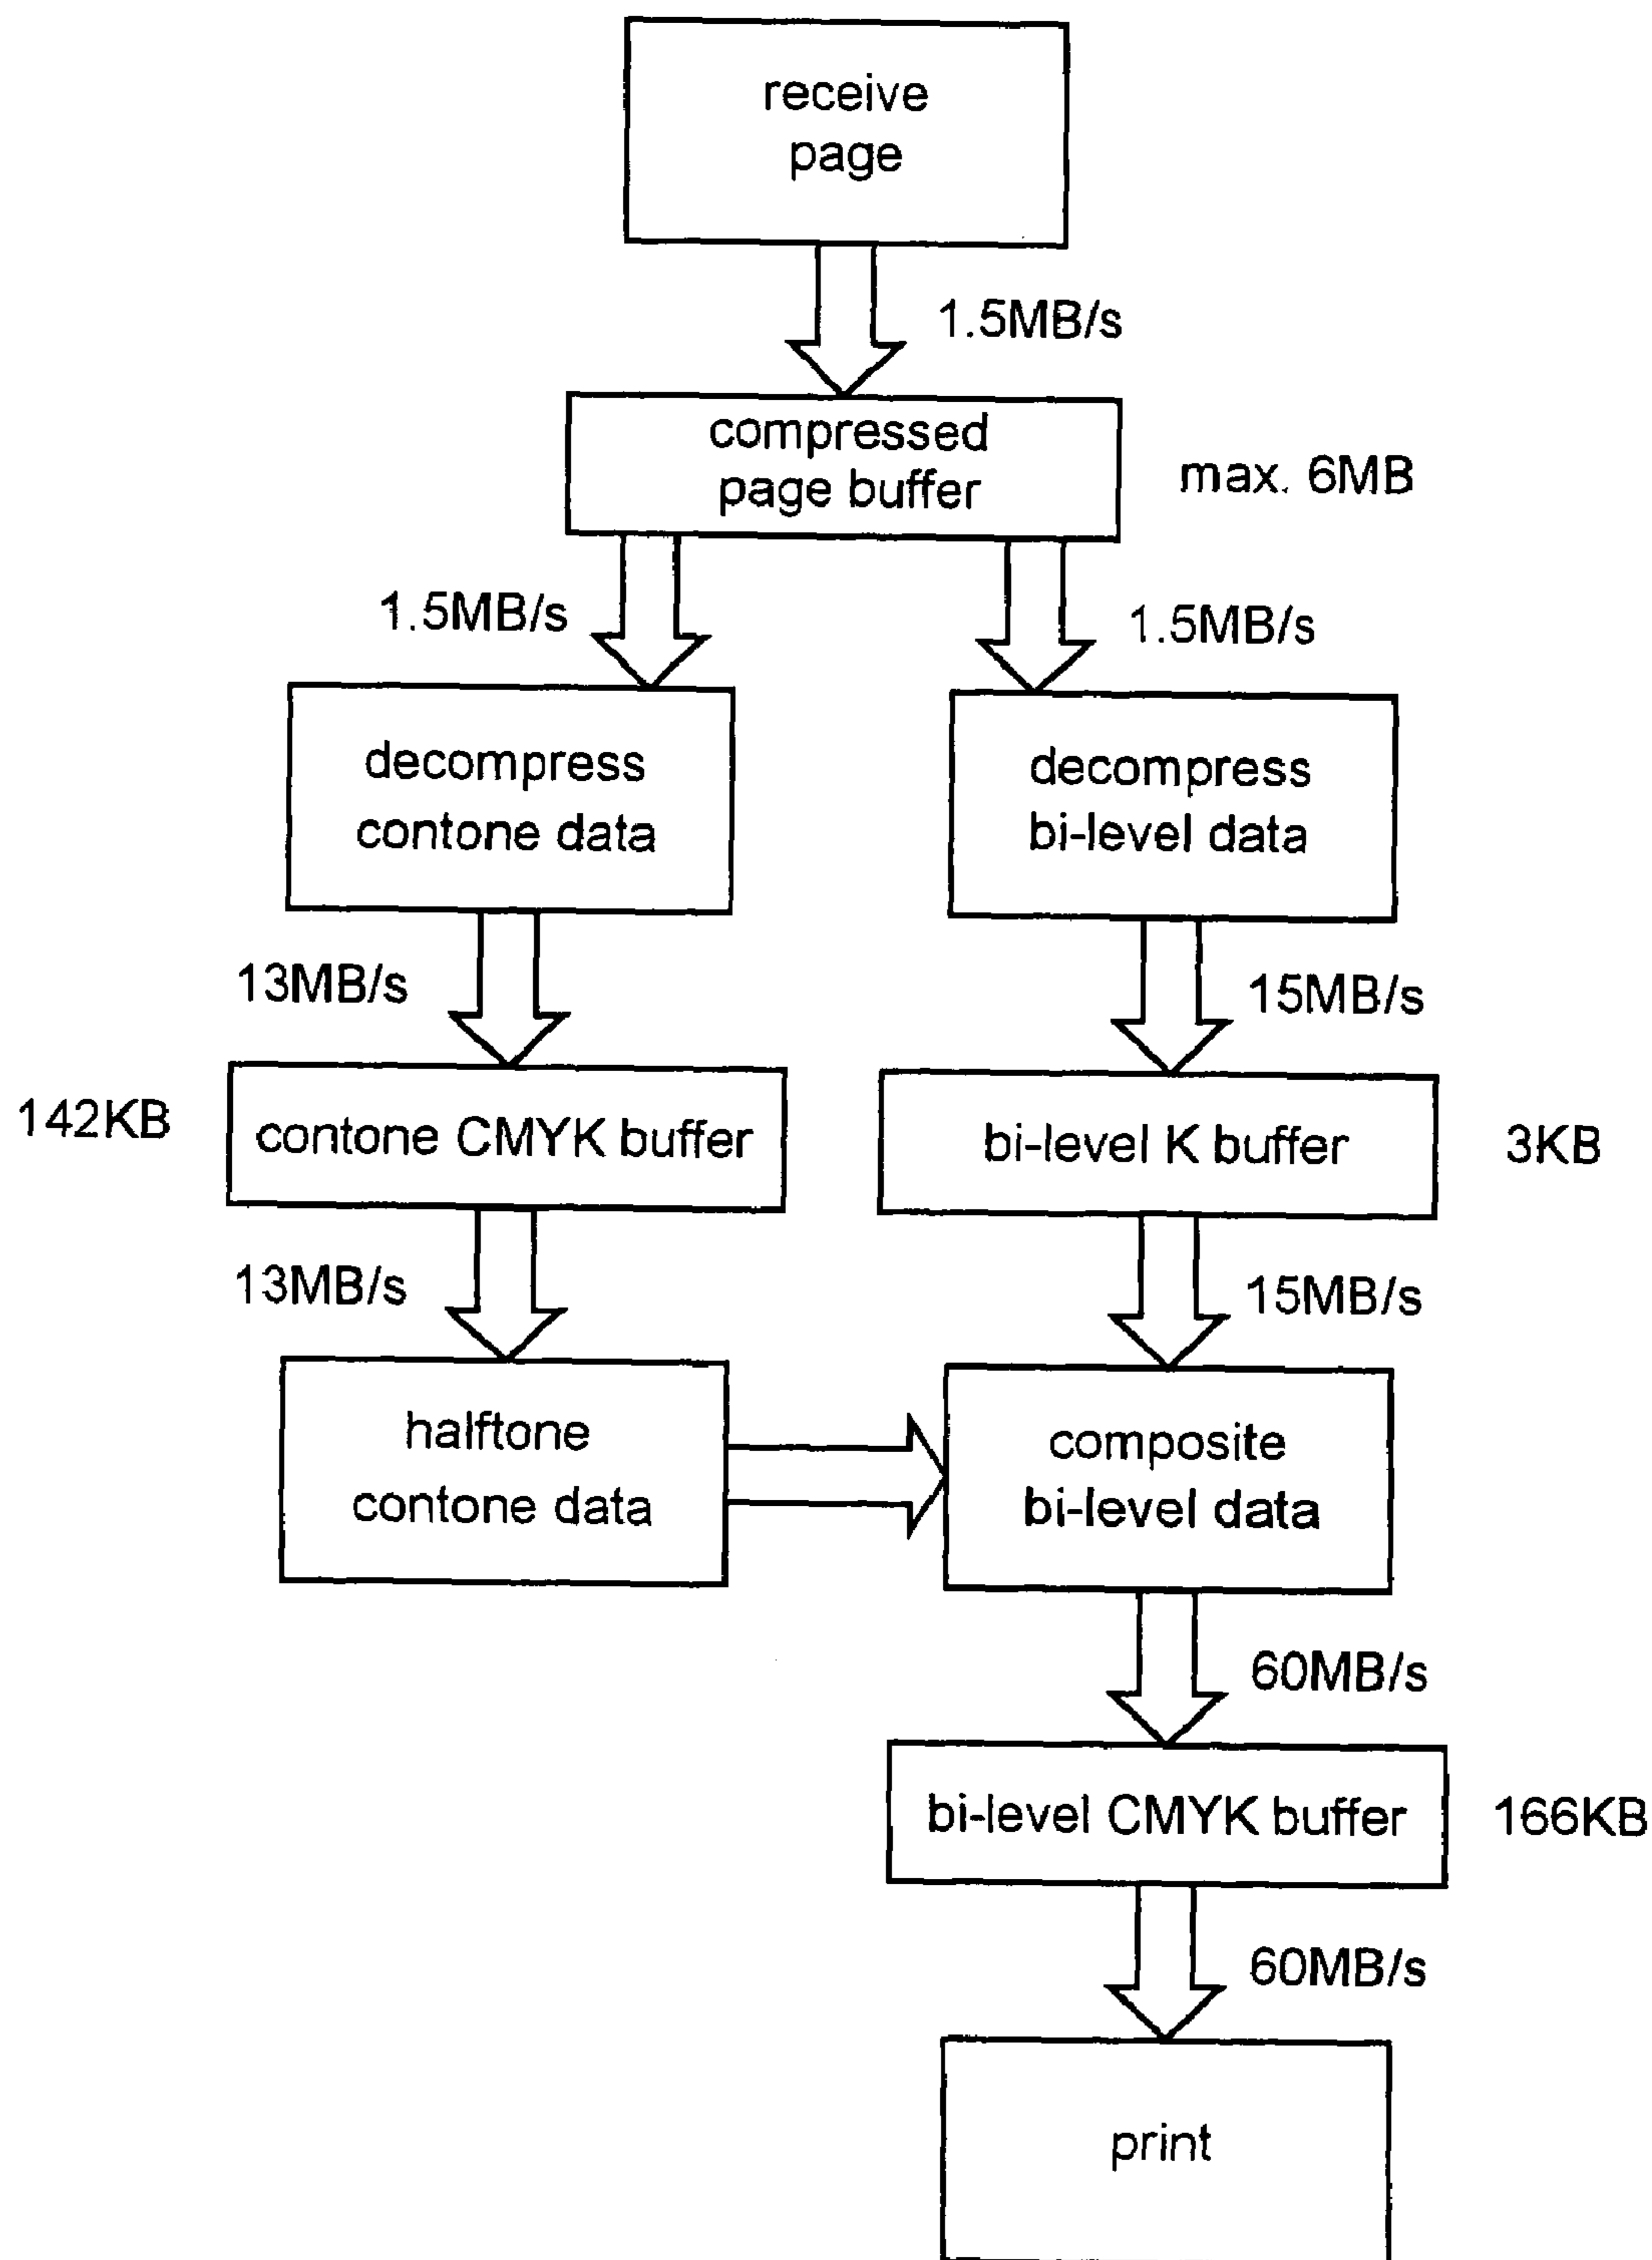 receive
page
1.5MB/s
compressed
page buffer
max. 6MB
1.5MB/s
1.5MB/s
decompress
contone data
decompress
bi-level data
13MB/s
15MB/s
142KB
contone CMYK buffer
bi-level K buffer
3KB
13MB/s
15MB/s
halftone
contone data
composite
bi-level data
60MB/s
bi-level CMYK buffer
166KB
60MB/s
print